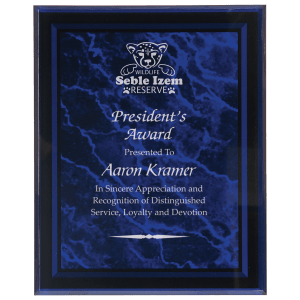 WILDLIFE
Seble Izem
RESERVE
President's
Award
Presented To
Aaron Kramer
In Sincere Appreciation and
Recognition of Distinguished
Service, Loyalty and Devotion